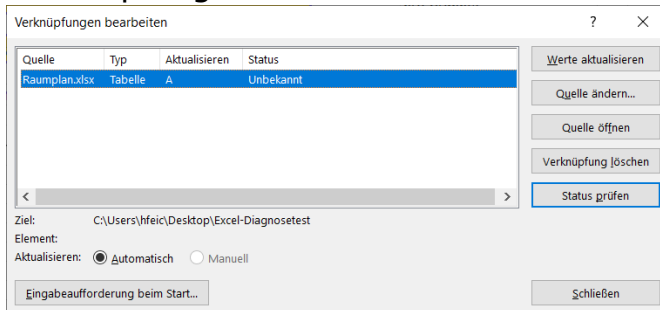 Verknüpfungen bearbeiten ? ×
Quelle Typ Aktualisieren Status
Raumplan.xlsx Tabelle A Unbekannt
Werte aktualisieren
Quelle ändern...
Quelle öffnen
Verknüpfung löschen
Status prüfen
Ziel: C:\Users\hfeic\Desktop\Excel-Diagnosetest
Element:
Aktualisieren: Automatisch Manuell
Eingabeaufforderung beim Start...
Schließen